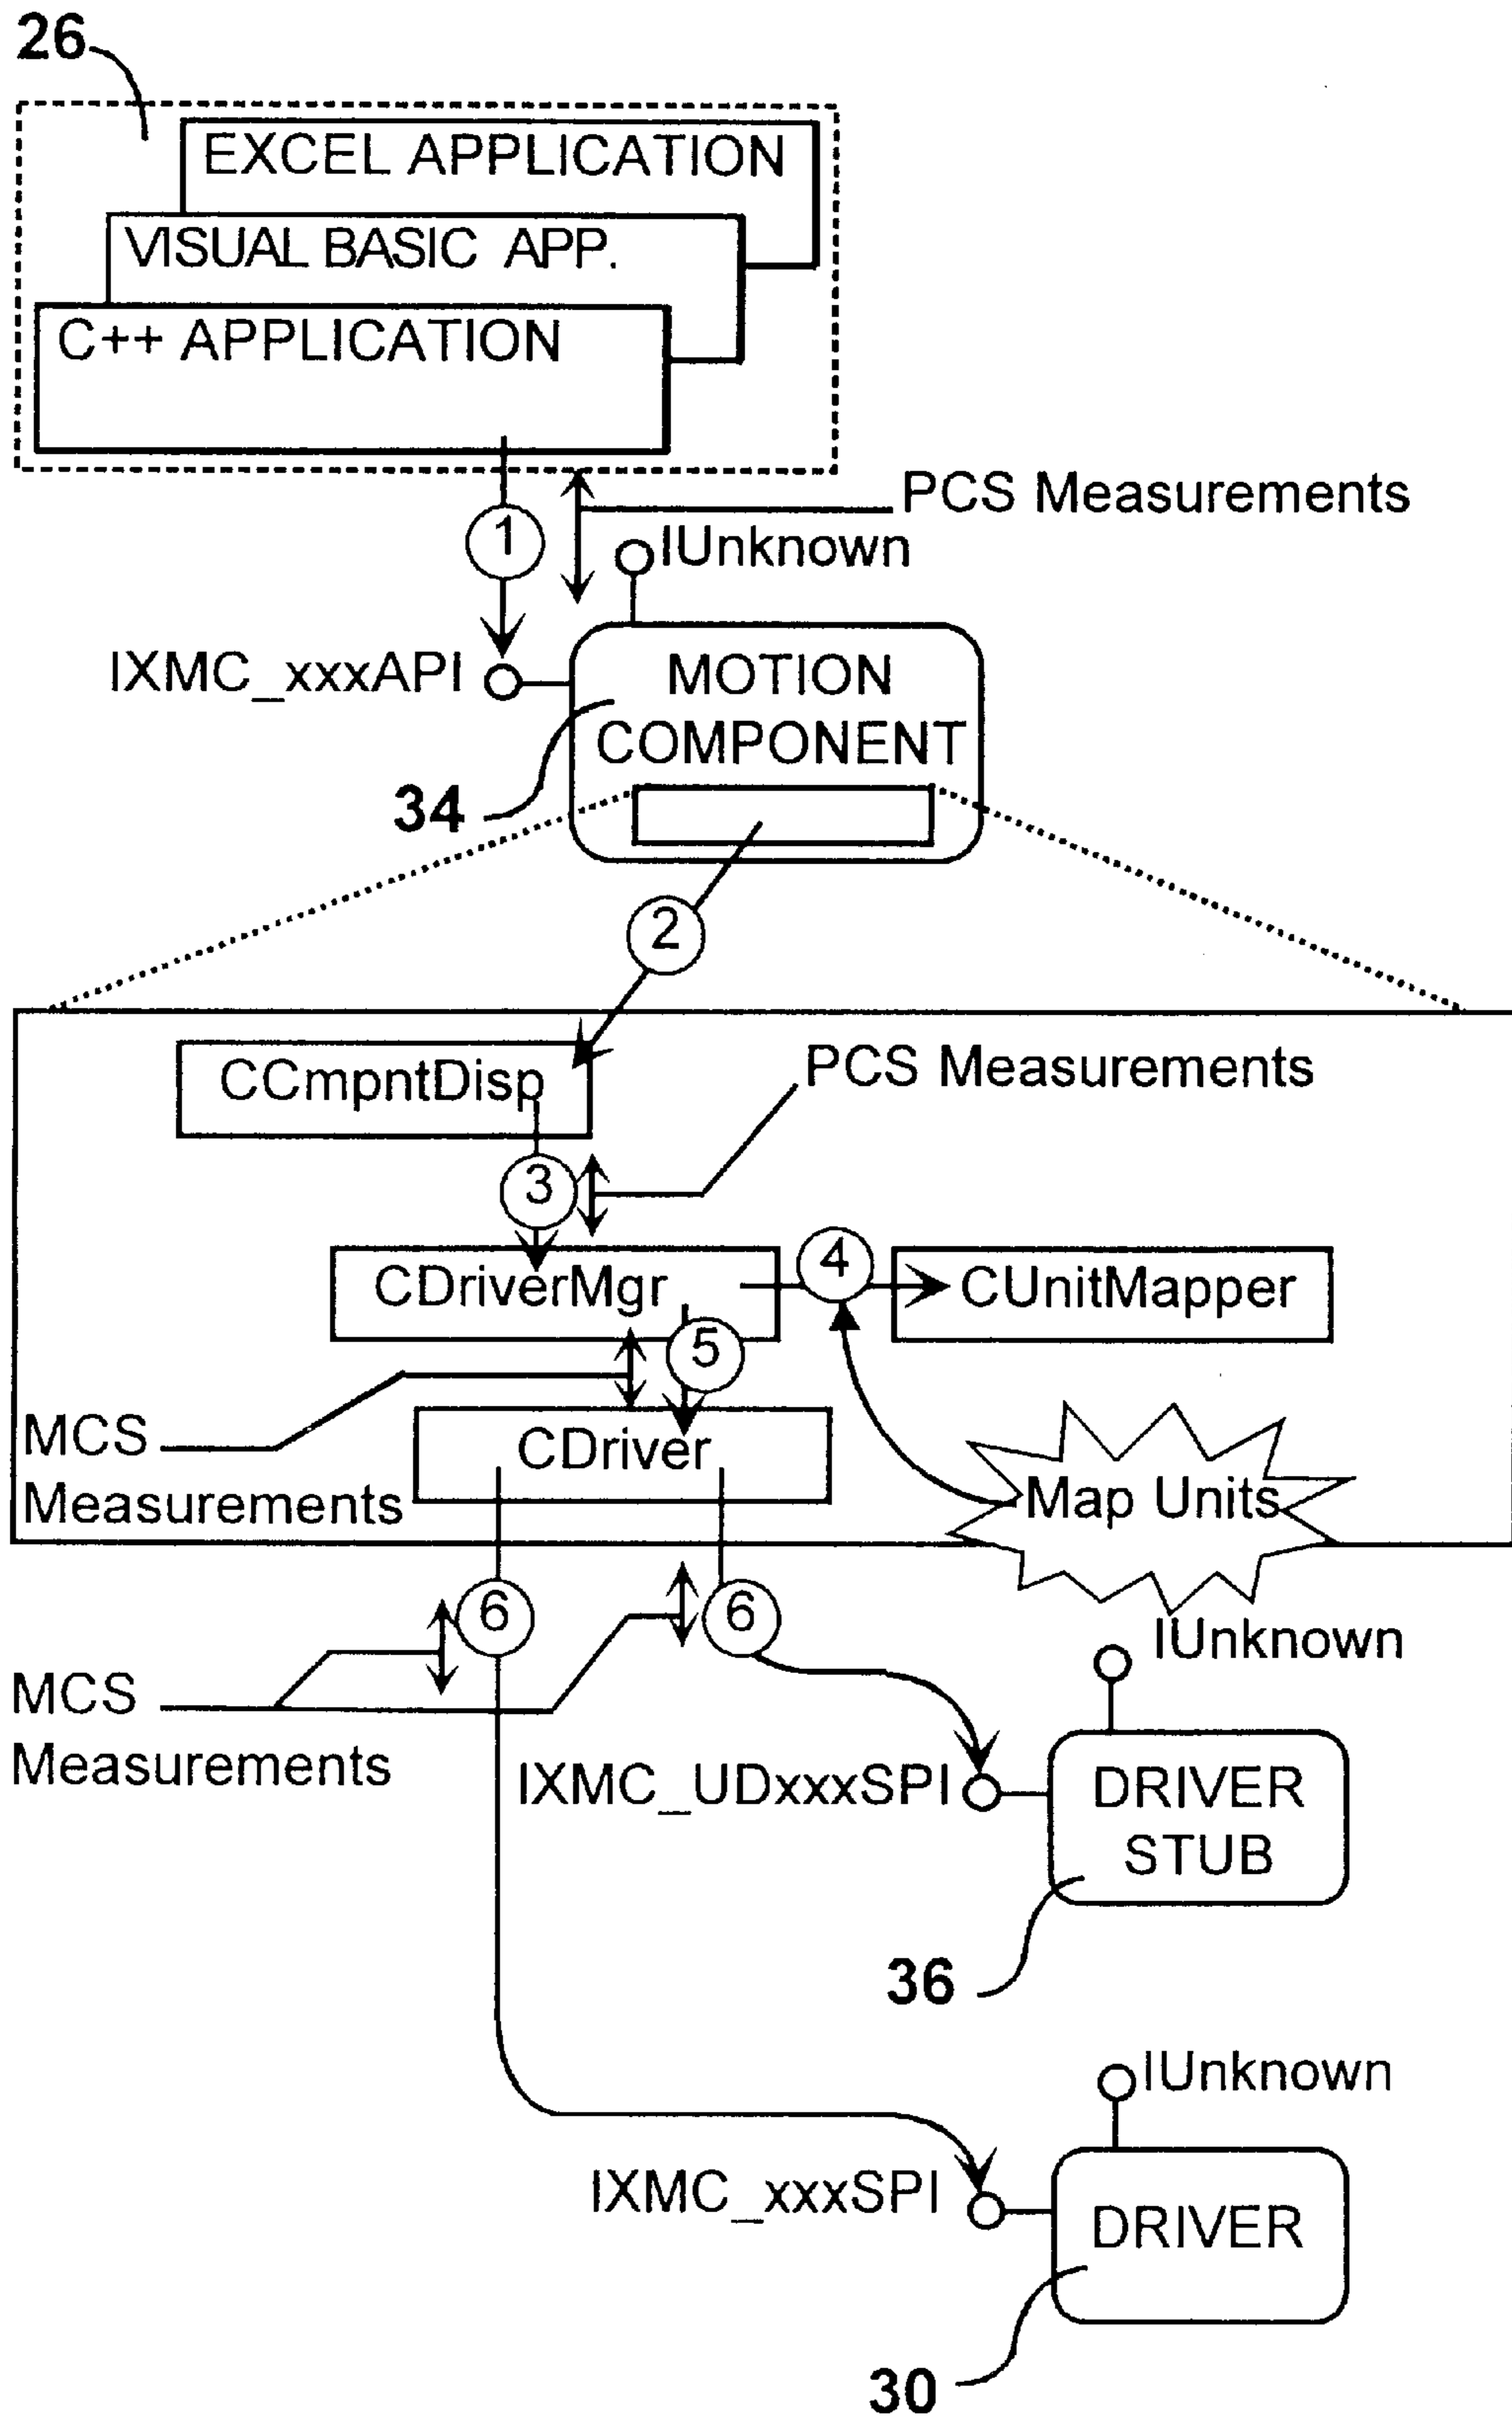 26
EXCEL APPLICATION
VISUAL BASIC APP.
C++ APPLICATION
PCS Measurements
1
IUnknown
IXMC_xxxAPI
MOTION
COMPONENT
34
2
CCmpntDisp
PCS Measurements
3
4
CDriverMgr
CUnitMapper
5
MCS
Measurements
CDriver
Map Units
6
6
IUnknown
MCS
Measurements
IXMC_UDxxxSPI
DRIVER
STUB
36
IUnknown
IXMC_xxxSPI
DRIVER
30